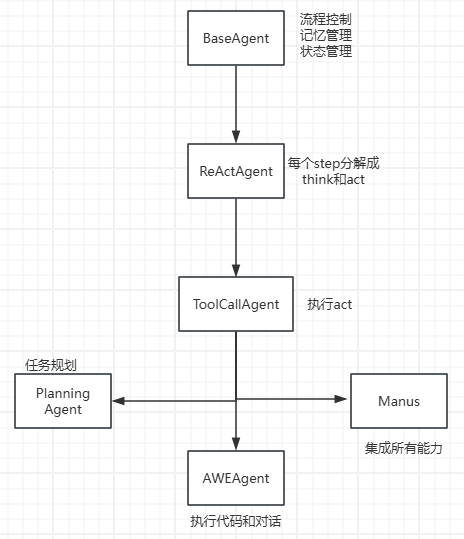 BaseAgent
流程控制
记忆管理
状态管理
ReActAgent
每个step分解成
think和act
ToolCallAgent
执行act
任务规划
Planning
Agent
Manus
集成所有能力
AWEAgent
执行代码和对话